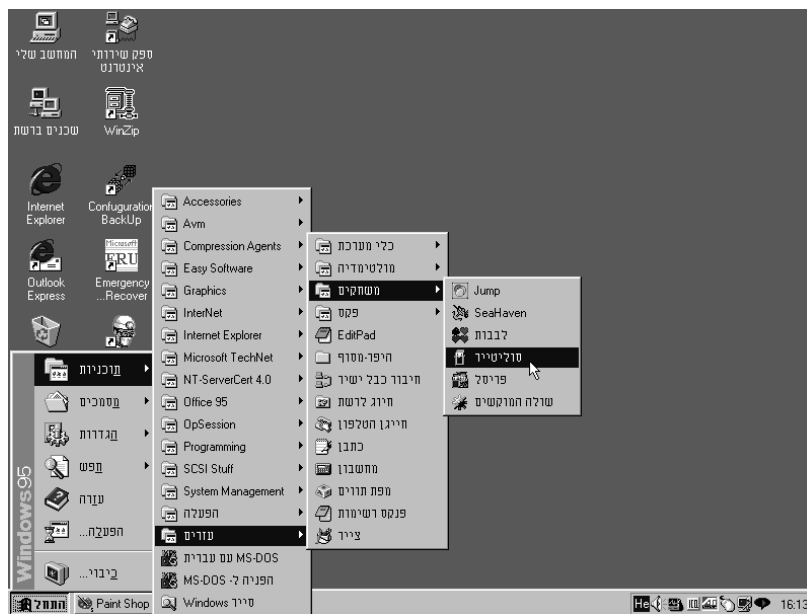 המחשב שלי
ספק שירותי
אינטרנט
שכנים ברשת
WinZip
Internet
Explorer
Confuguration
BackUp
Outlook
Express
Microsoft
ERU
Emergency
Recover...
Windows95
תוכניות
מסמכים
הגדרות
חפש
עזרה
הפעלה...
כיבוי...
Accessories
Avm
Compression Agents
Easy Software
Graphics
InterNet
Internet Explorer
Microsoft TechNet
NT-ServerCert 4.0
Office 95
OpSession
Programming
SCSI Stuff
System Management
הפעלה
עזרים
MS-DOS עם עברית
הפניה ל- MS-DOS
סייר Windows
כלי מערכת
מולטימדיה
משחקים
פקס
EditPad
היפר-מסוף
חיבור כבל ישיר
חיוג לרשת
חייגן הטלפון
כתבן
מחשבון
מפת תווים
פנקס רשימות
צייר
Jump
SeaHaven
לבבות
סוליטייר
פריסל
שולה המוקשים
התחל
Paint Shop
He
16:13